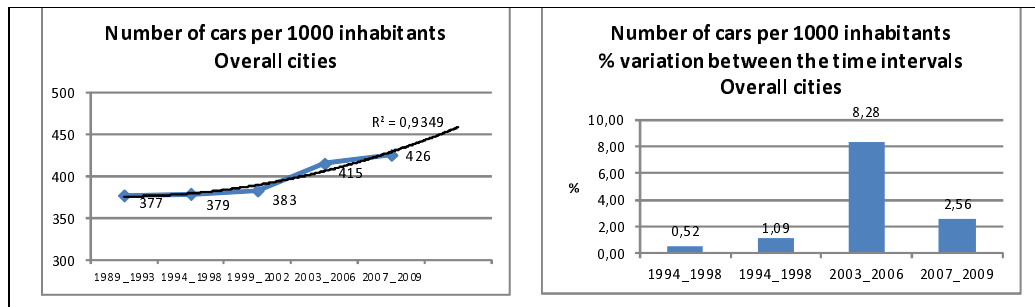 Number of cars per 1000 inhabitants
Overall cities
500
450
400
350
300
R² = 0,9349
377
379
383
415
426
1989_1993 1994_1998 1999_2002 2003_2006 2007_2009
Number of cars per 1000 inhabitants
% variation between the time intervals
Overall cities
10,00
8,00
6,00
4,00
2,00
0,00
%
0,52
1,09
8,28
2,56
1994_1998 1994_1998 2003_2006 2007_2009